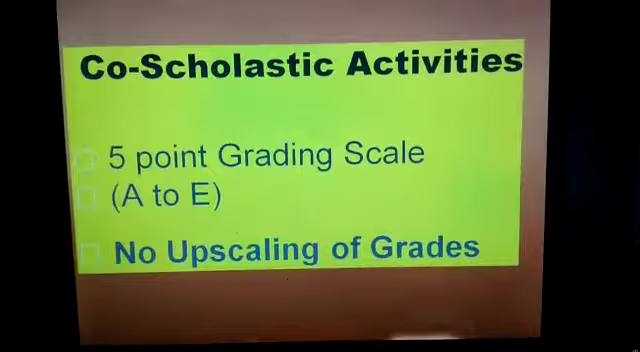 Co-Scholastic Activities
5 point Grading Scale
(A to E)
No Upscaling of Grades